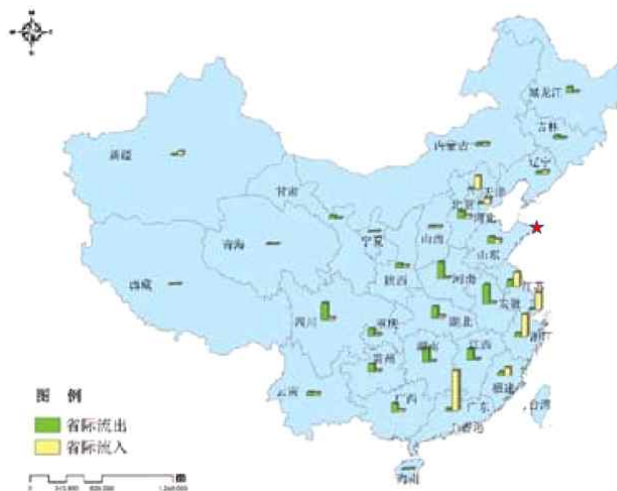 N
黑龙江
吉林
内蒙古
辽宁
新疆
甘肃
天津
北京
河北
宁夏
山西
青海
山东
陕西
河南
西藏
江苏
安徽
四川
重庆
湖北
浙江
湖南
江西
贵州
福建
云南
广西
广东
台湾
香港
海南
图 例
省际流出
省际流入